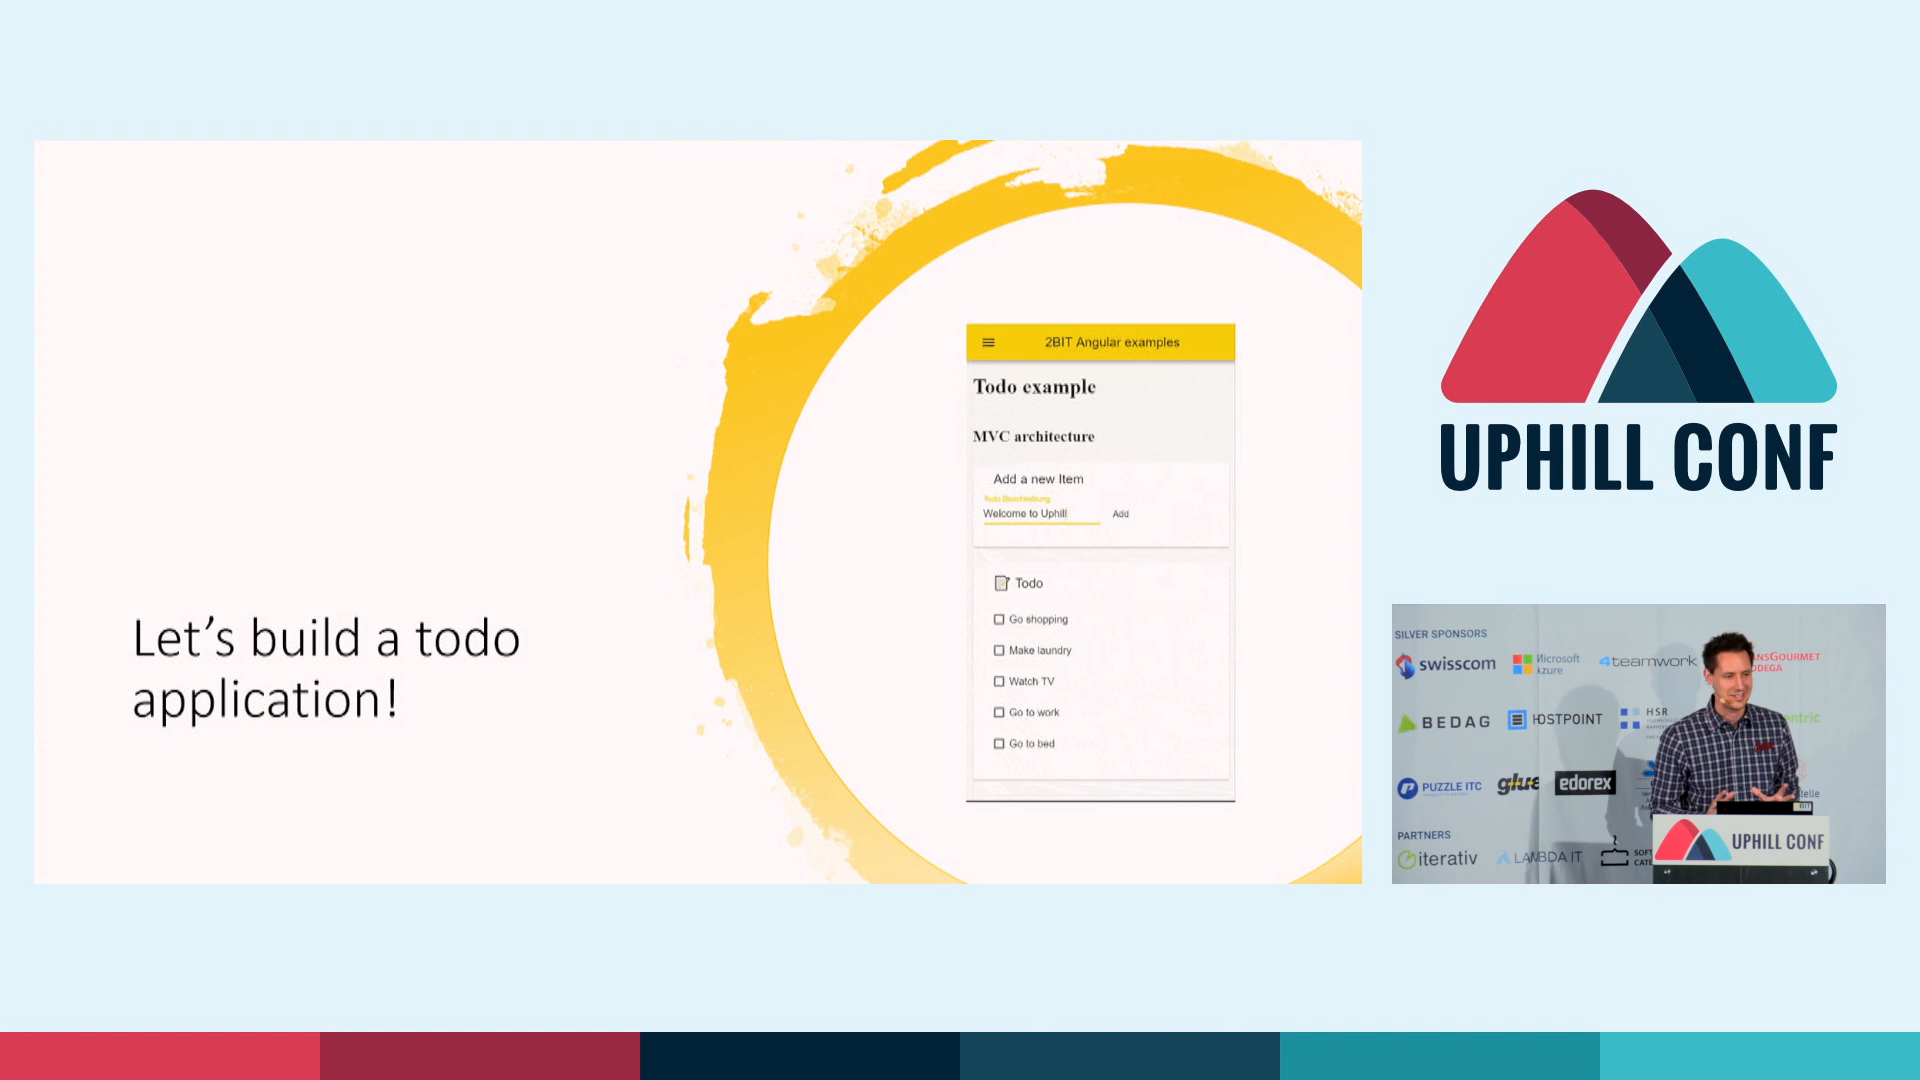 Let's build a todo
application!
2BIT Angular examples
Todo example
MVC architecture
Add a new Item
Todo Beschreibung
Welcome to Uphill
Add
Todo
Go shopping
Make laundry
Watch TV
Go to work
Go to bed
UPHILL CONF
SILVER SPONSORS
swisscom
Microsoft
Azure
4teamwork
BEDAG
HOSTPOINT
HSR
PUZZLE ITC
glue
edorex
PARTNERS
iterativ
LAMBDA IT
UPHILL CONF